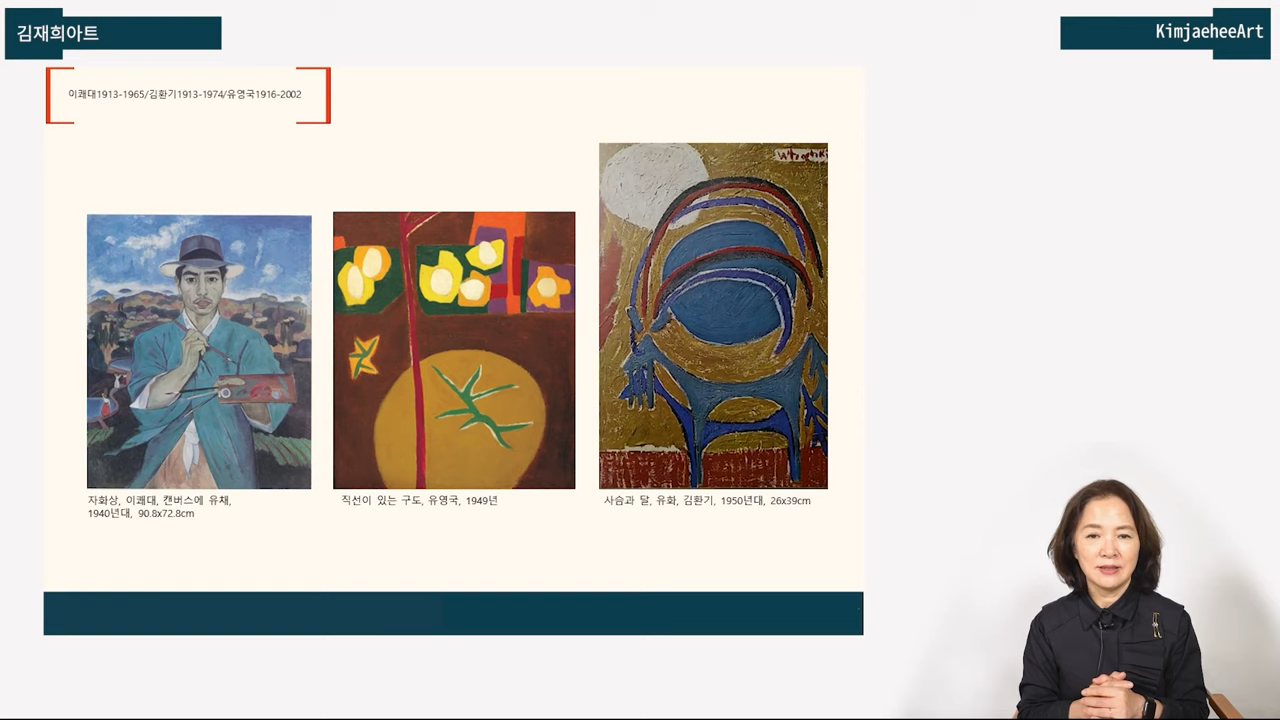 김재희아트
KimjaeheeArt
이쾌대1913-1965/김환기1913-1974/유영국1916-2002
자화상, 이쾌대, 캔버스에 유채,
1940년대, 90.8x72.8cm
직선이 있는 구도, 유영국, 1949년
사슴과 달, 유화, 김환기, 1950년대, 26x39cm